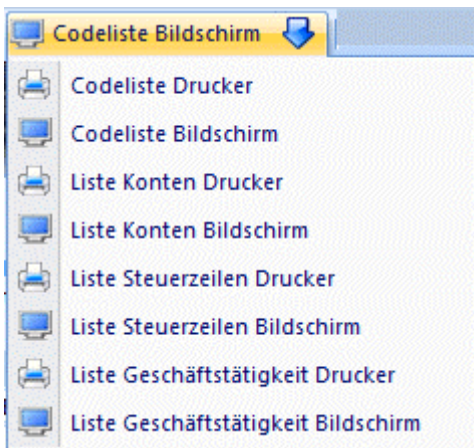 Codeliste Bildschirm
Codeliste Drucker
Codeliste Bildschirm
Liste Konten Drucker
Liste Konten Bildschirm
Liste Steuerzeilen Drucker
Liste Steuerzeilen Bildschirm
Liste Geschäftstätigkeit Drucker
Liste Geschäftstätigkeit Bildschirm